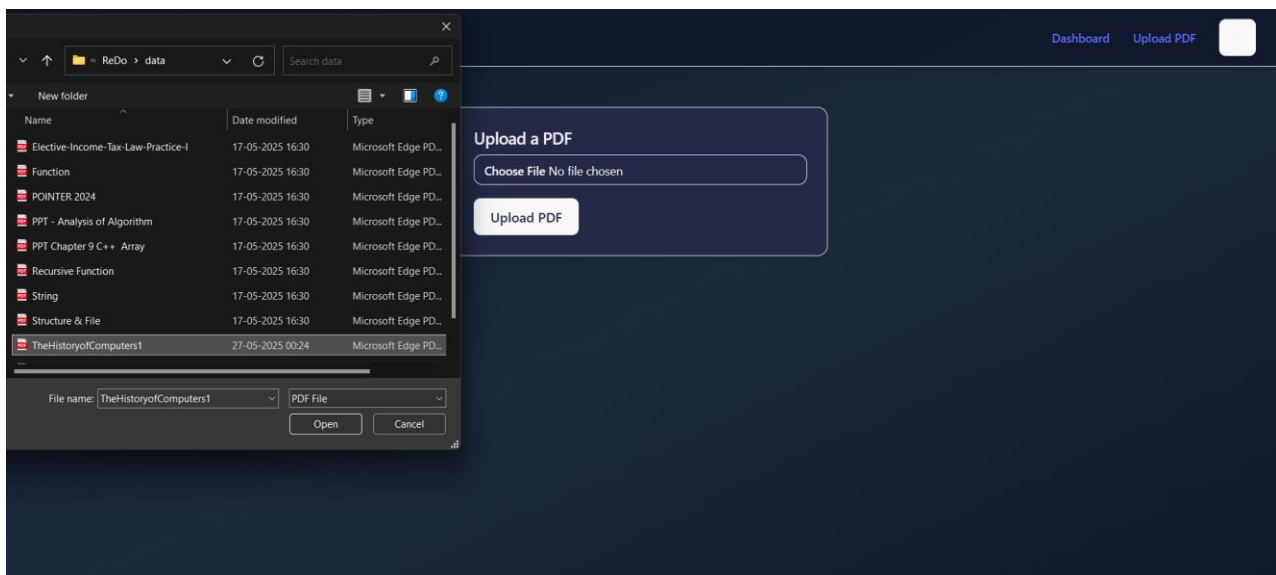 Dashboard Upload PDF
« ReDo > data
Search data
New folder
Name Date modified Type
Elective-Income-Tax-Law-Practice-I 17-05-2025 16:30 Microsoft Edge PD...
Function 17-05-2025 16:30 Microsoft Edge PD...
POINTER 2024 17-05-2025 16:30 Microsoft Edge PD...
PPT - Analysis of Algorithm 17-05-2025 16:30 Microsoft Edge PD...
PPT Chapter 9 C++ Array 17-05-2025 16:30 Microsoft Edge PD...
Recursive Function 17-05-2025 16:30 Microsoft Edge PD...
String 17-05-2025 16:30 Microsoft Edge PD...
Structure & File 17-05-2025 16:30 Microsoft Edge PD...
TheHistoryofComputers1 27-05-2025 00:24 Microsoft Edge PD...
File name: TheHistoryofComputers1 PDF File
Open Cancel
Upload a PDF
Choose File No file chosen
Upload PDF